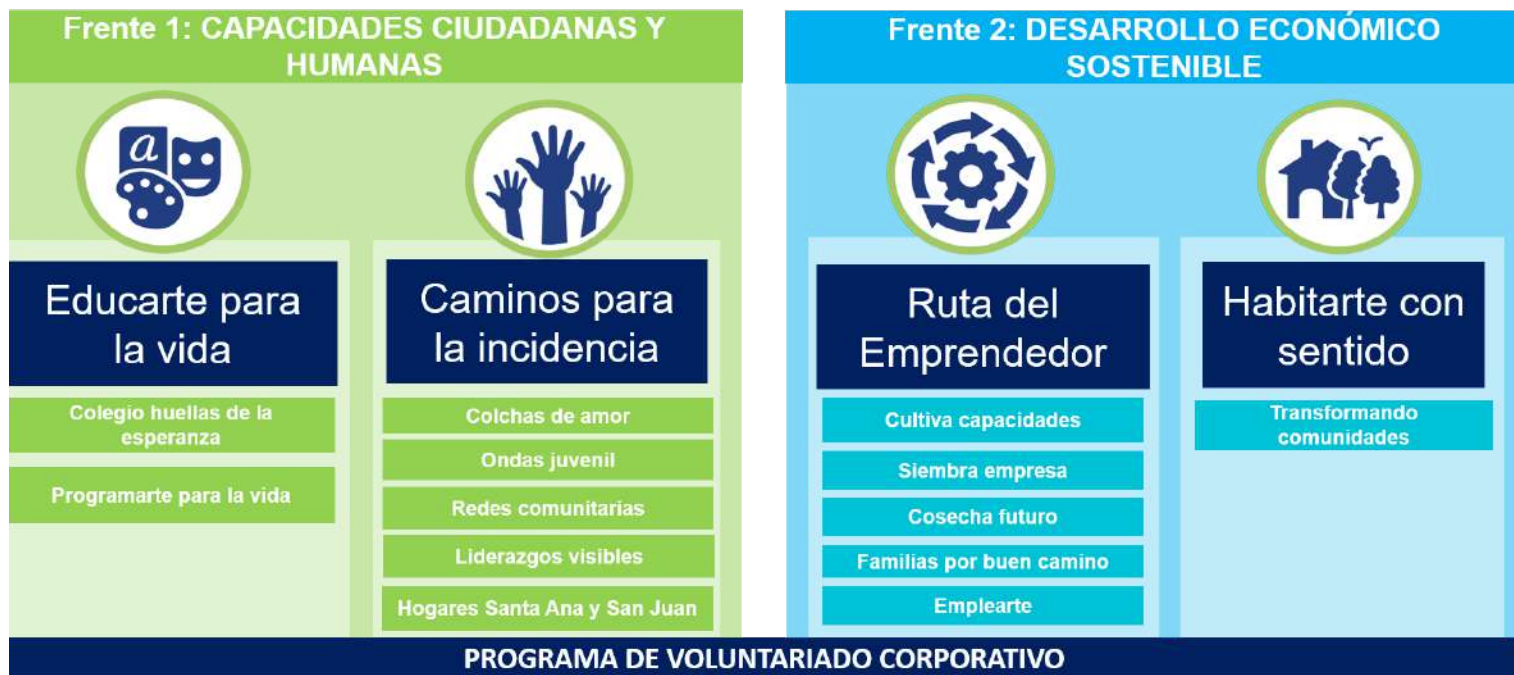 Frente 1: CAPACIDADES CIUDADANAS Y
HUMANAS
a
Educarte para
la vida
Colegio huellas de la
esperanza
Programarte para la vida
Caminos para
la incidencia
Colchas de amor
Ondas juvenil
Redes comunitarias
Liderazgos visibles
Hogares Santa Ana y San Juan
Frente 2: DESARROLLO ECONÓMICO
SOSTENIBLE
Ruta del
Emprendedor
Cultiva capacidades
Siembra empresa
Cosecha futuro
Familias por buen camino
Emplearte
Habitarte con
sentido
Transformando
comunidades
PROGRAMA DE VOLUNTARIADO CORPORATIVO